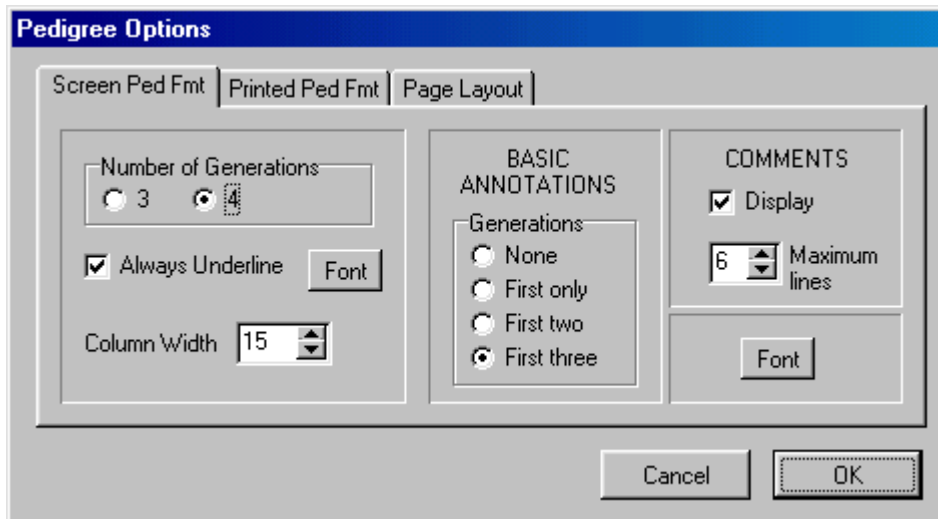 Pedigree Options
Screen Ped Fmt
Printed Ped Fmt
Page Layout
Number of Generations
3
4
Always Underline
Font
Column Width
15
BASIC
ANNOTATIONS
Generations
None
First only
First two
First three
COMMENTS
Display
6
Maximum
lines
Font
Cancel
OK